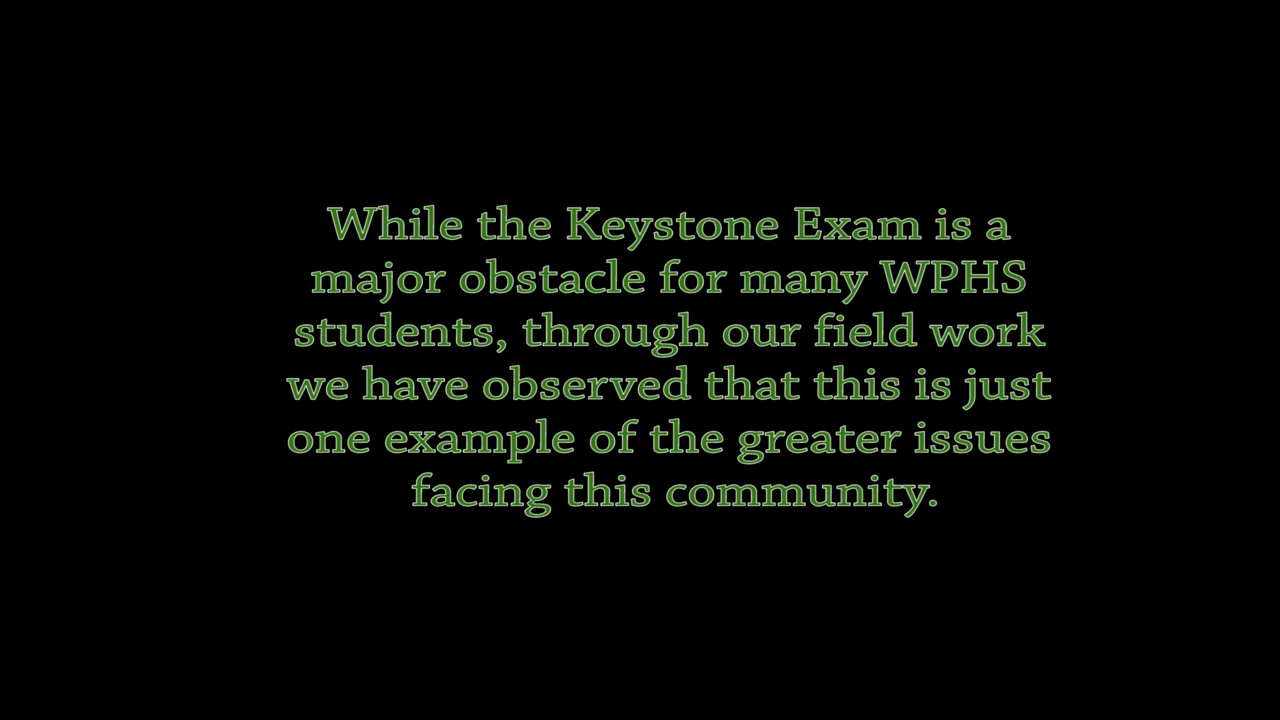 While the Keystone Exam is a
major obstacle for many WPHS
students, through our field work
we have observed that this is just
one example of the greater issues
facing this community.